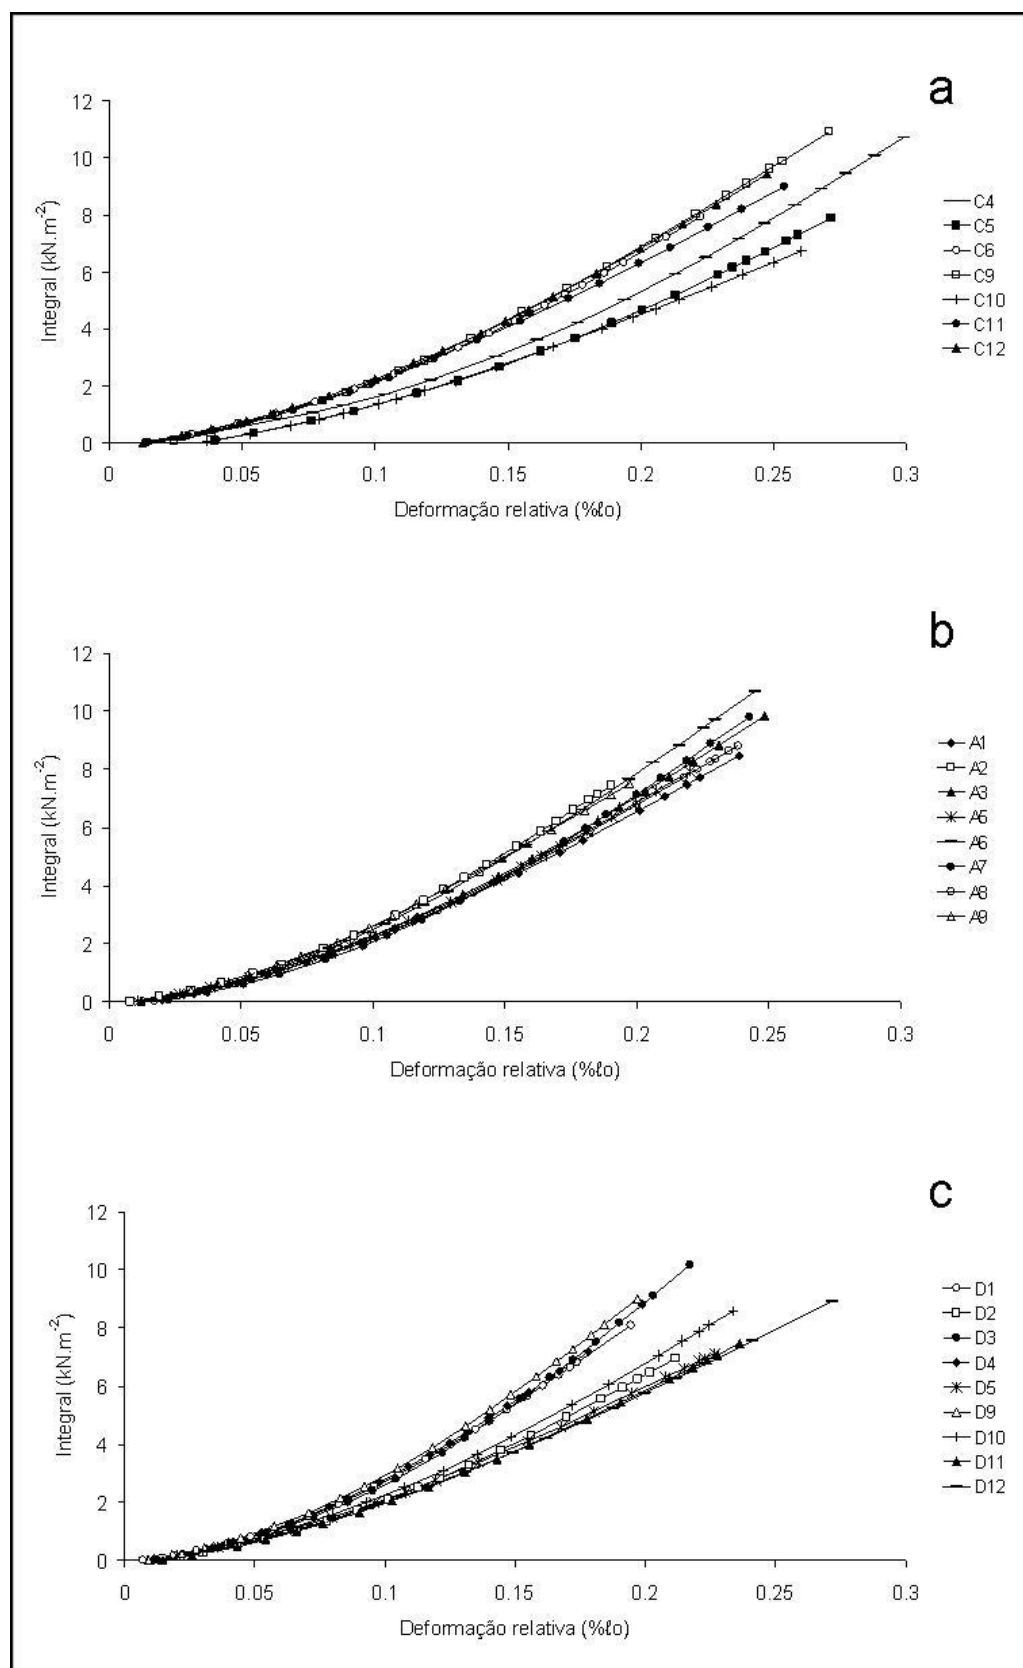 a
12
10
8
6
4
2
0
Integral (kN.m-2)
0 0.05 0.1 0.15 0.2 0.25 0.3
Deformação relativa (%ℓo)
C4
C5
C6
C9
C10
C11
C12
b
12
10
8
6
4
2
0
Integral (kN.m-2)
0 0.05 0.1 0.15 0.2 0.25 0.3
Deformação relativa (%ℓo)
A1
A2
A3
A5
A6
A7
A8
A9
c
12
10
8
6
4
2
0
Integral (kN.m-2)
0 0.05 0.1 0.15 0.2 0.25 0.3
Deformação relativa (%ℓo)
D1
D2
D3
D4
D5
D9
D10
D11
D12